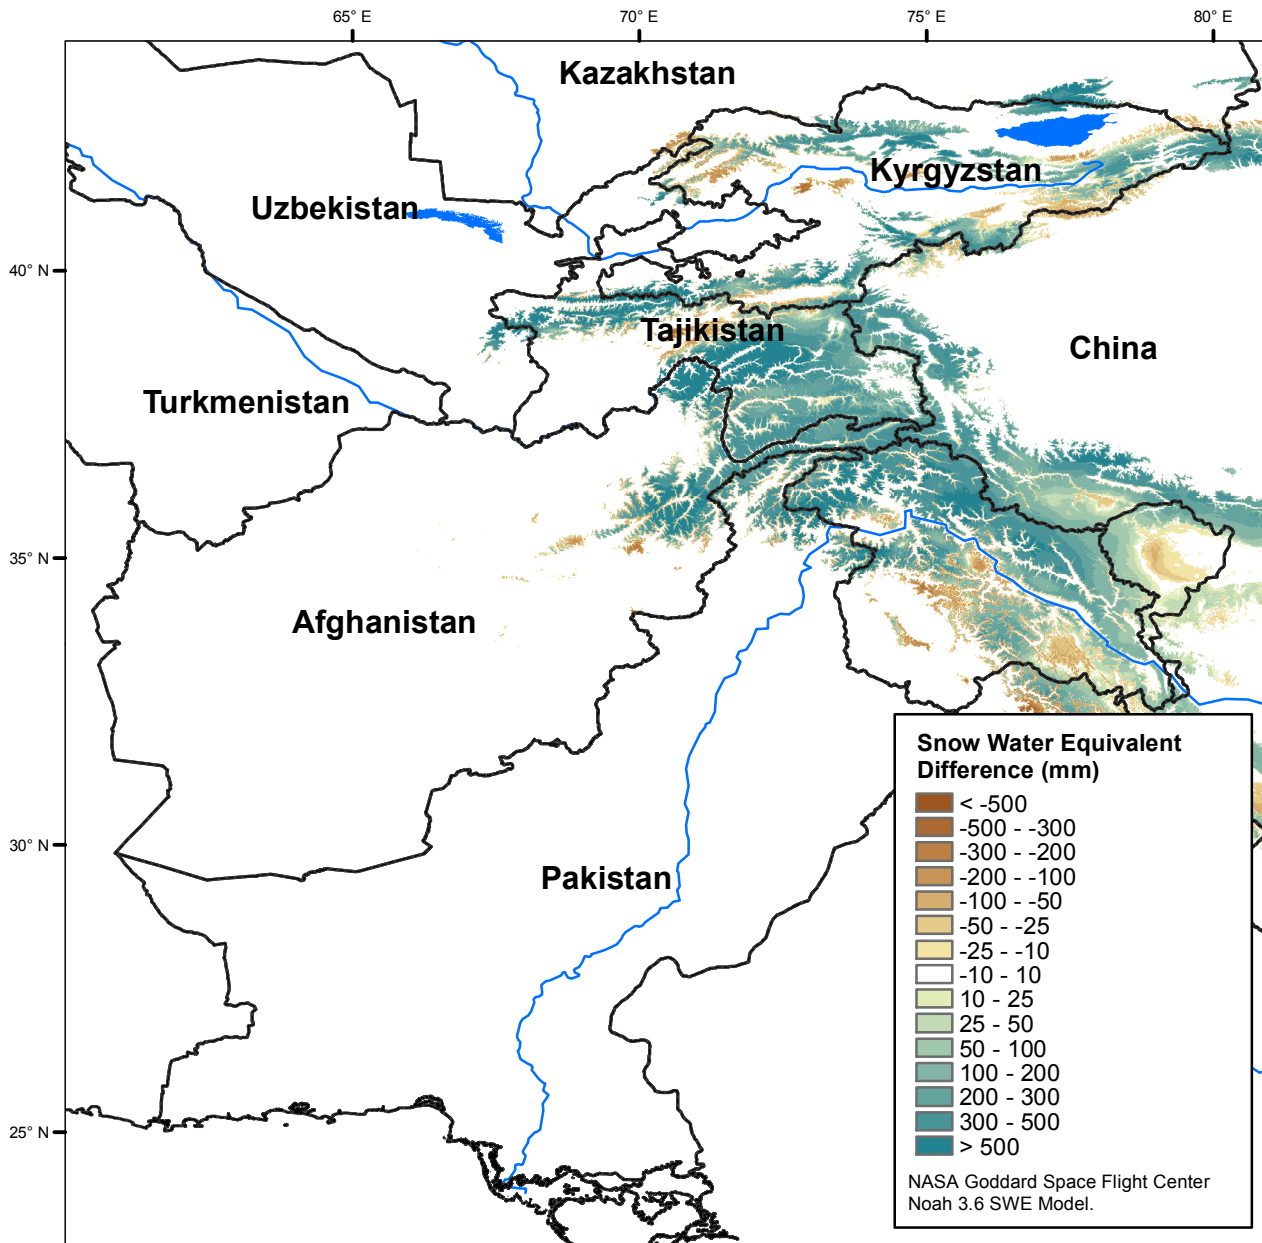 65° E
70° E
75° E
80° E
Kazakhstan
Kyrgyzstan
Uzbekistan
40° N
Tajikistan
China
Turkmenistan
35° N
Afghanistan
30° N
Pakistan
25° N
Snow Water Equivalent
Difference (mm)
< -500
-500 - -300
-300 - -200
-200 - -100
-100 - -50
-50 - -25
-25 - -10
-10 - 10
10 - 25
25 - 50
50 - 100
100 - 200
200 - 300
300 - 500
> 500
NASA Goddard Space Flight Center
Noah 3.6 SWE Model.